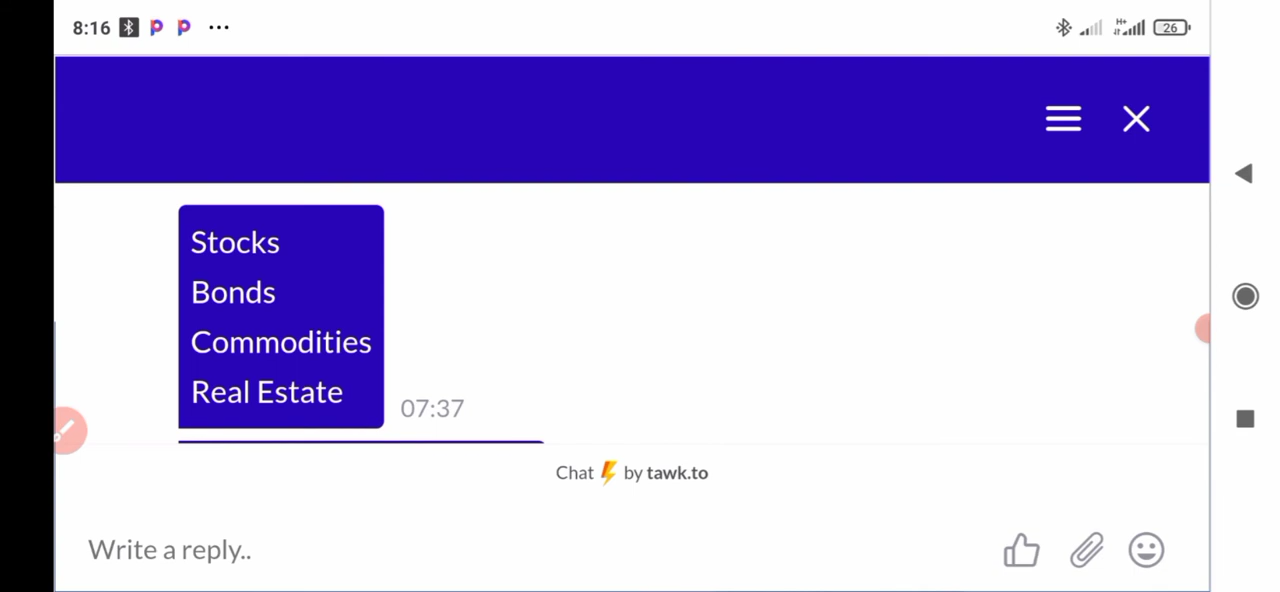 8:16 P P ... H+ 26
Stocks
Bonds
Commodities
Real Estate
07:37
Chat by tawk.to
Write a reply..